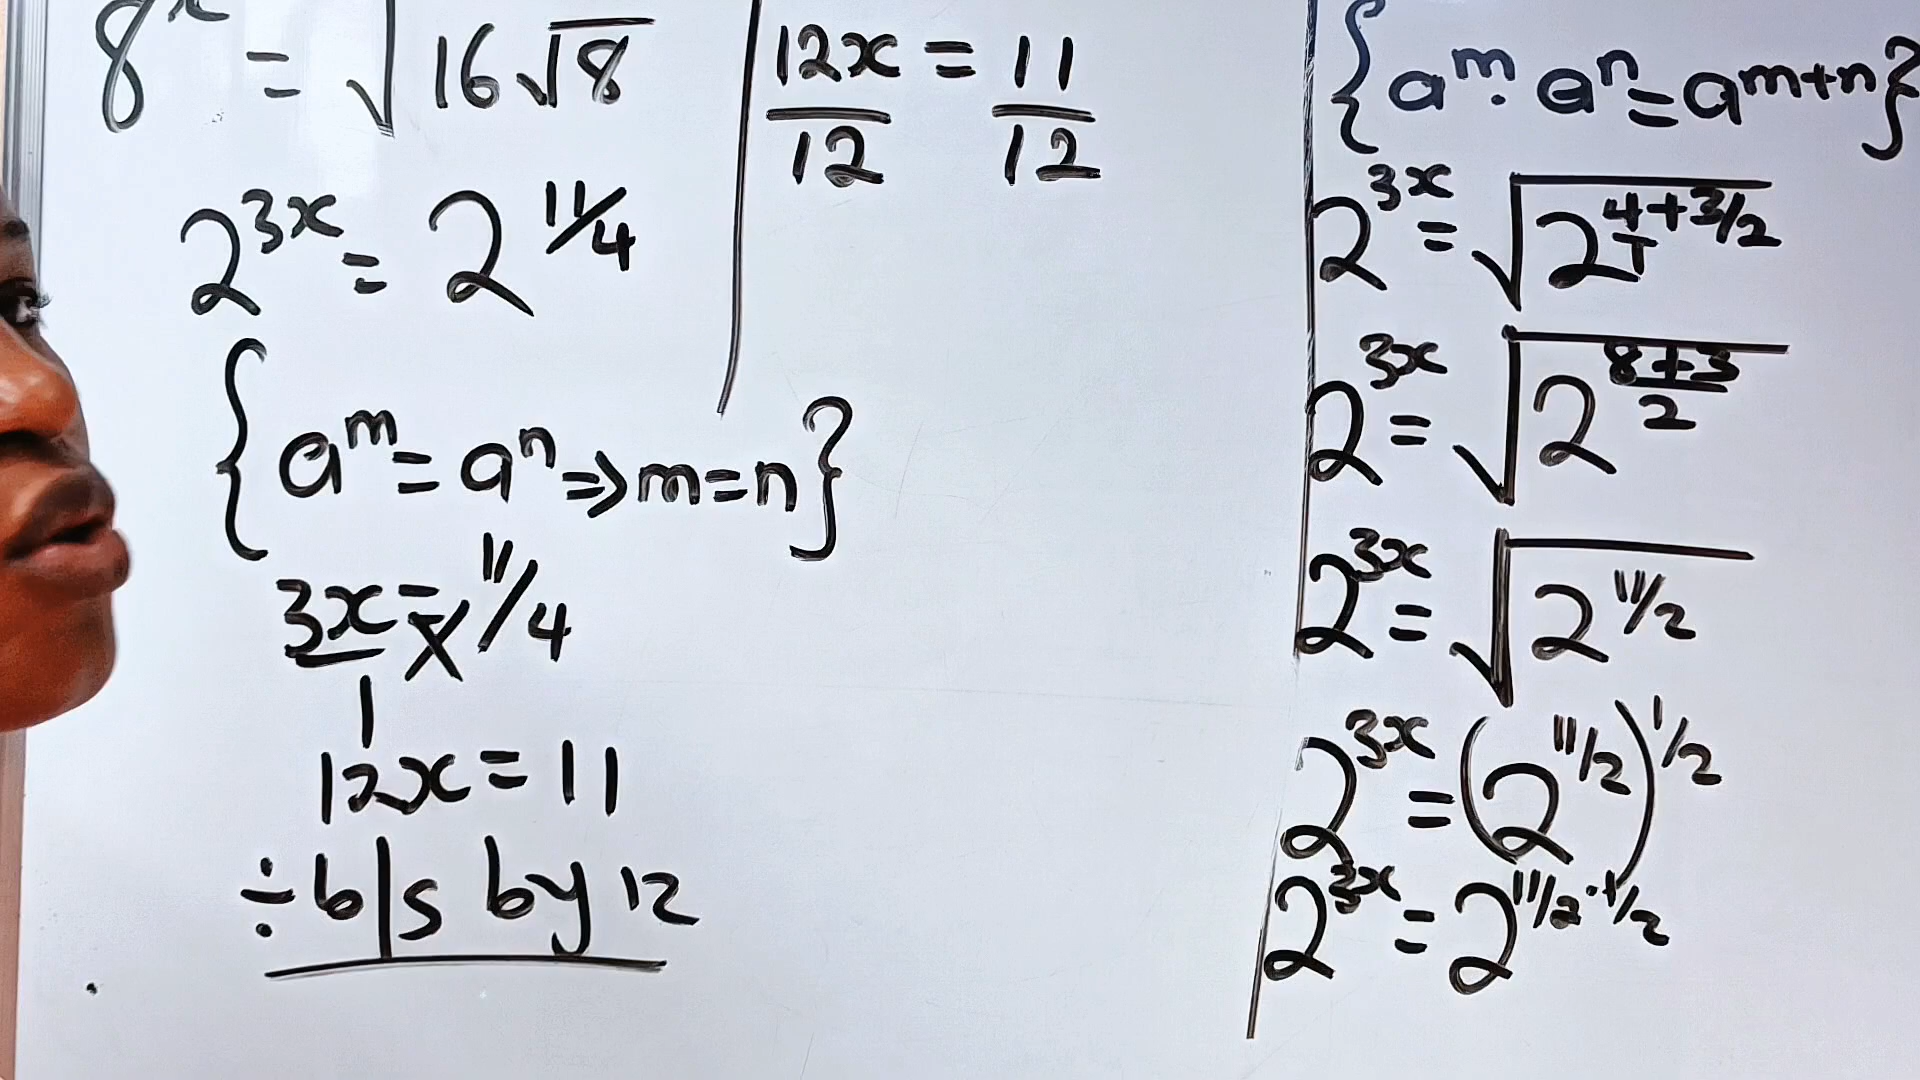 8^x = √(16√8)
2^3x = 2^11/4
{a^m = a^n ⇒ m = n}
3x/1 = 11/4
12x = 11
÷ b|s by 12
12x/12 = 11/12
{a^m · a^n = a^m+n}
2^3x = √(2^(4/1 + 3/2))
2^3x = √(2^((8+3)/2))
2^3x = √(2^11/2)
2^3x = (2^11/2)^1/2
2^3x = 2^(11/2 · 1/2)